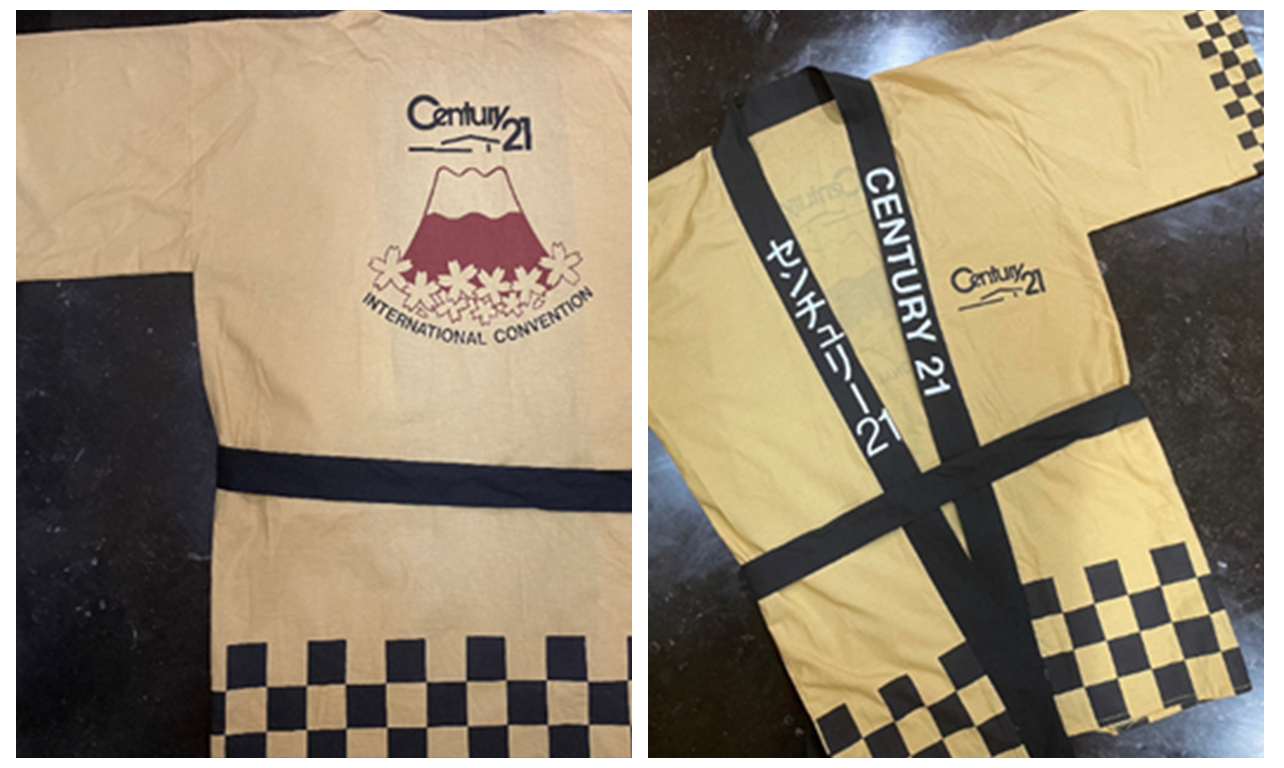 Century 21
INTERNATIONAL CONVENTION
センチュリー21
CENTURY 21
Century 21